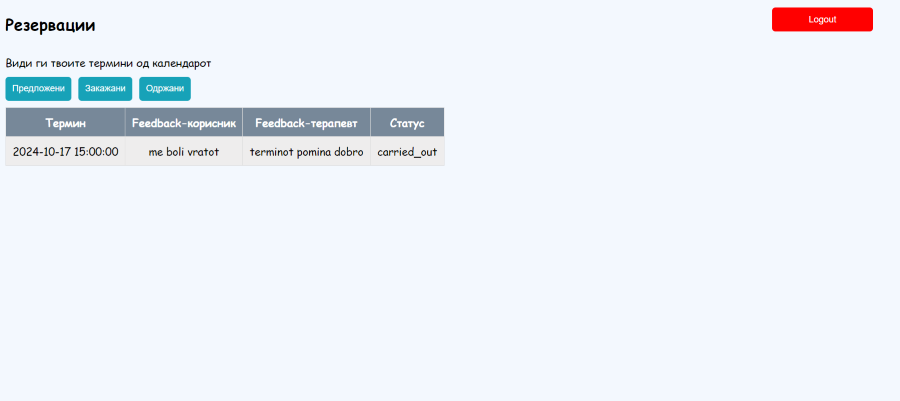 Резервации
Logout
Види ги твоите термини од календарот
Предложени Закажани Одржани
Термин Feedback-корисник Feedback-терапевт Статус
2024-10-17 15:00:00 me boli vratot terminot pomina dobro carried_out